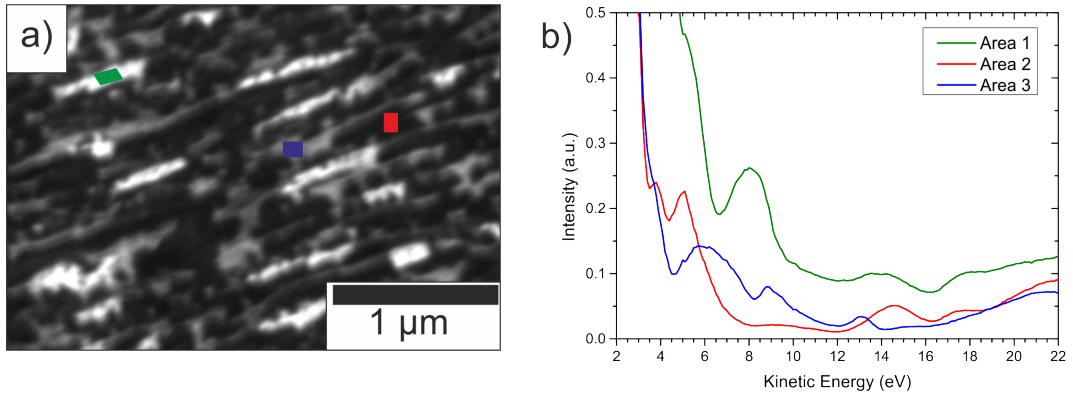 a)
1 μm
b)
Intensity (a.u.)
0.5
0.4
0.3
0.2
0.1
0.0
2 4 6 8 10 12 14 16 18 20 22
Kinetic Energy (eV)
Area 1
Area 2
Area 3